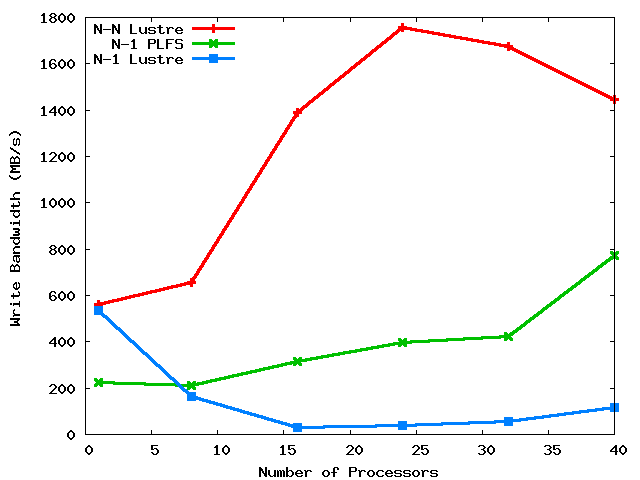 N-N Lustre
N-1 PLFS
N-1 Lustre
1800
1600
1400
1200
1000
800
600
400
200
0
Write Bandwidth (MB/s)
0 5 10 15 20 25 30 35 40
Number of Processors